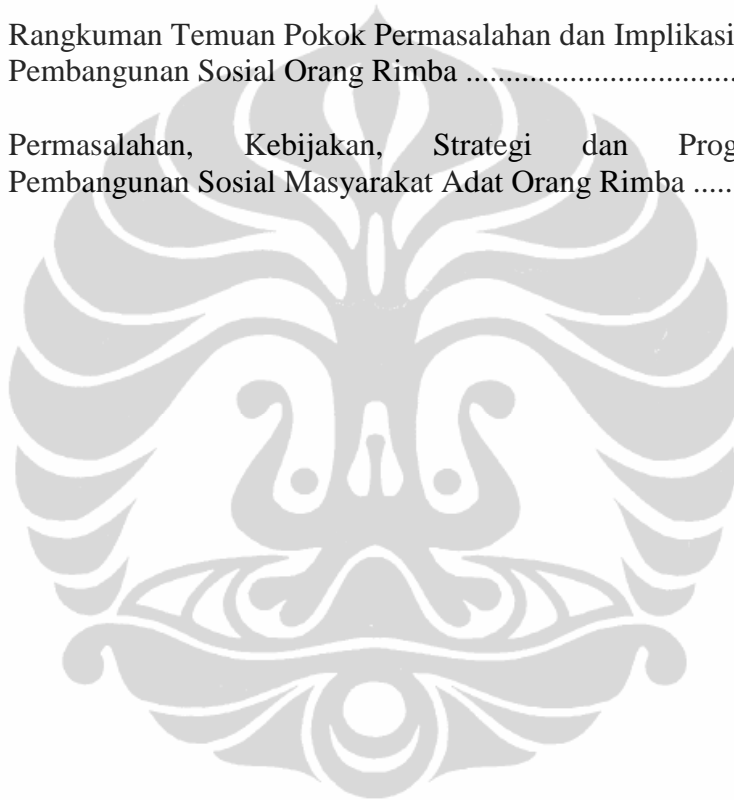 Rangkuman Temuan Pokok Permasalahan dan Implikasi
Pembangunan Sosial Orang Rimba ...................................
Permasalahan, Kebijakan, Strategi dan Prog
Pembangunan Sosial Masyarakat Adat Orang Rimba .....